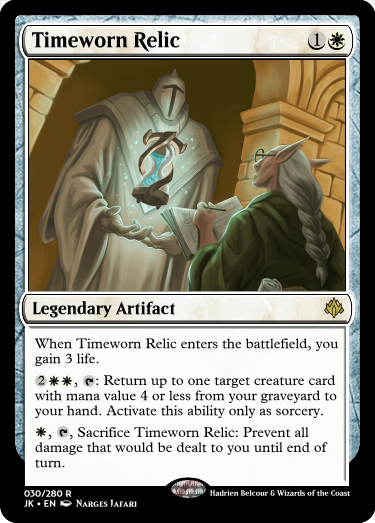 Timeworn Relic 1
Legendary Artifact
When Timeworn Relic enters the battlefield, you
gain 3 life.
2, : Return up to one target creature card
with mana value 4 or less from your graveyard to
your hand. Activate this ability only as sorcery.
, , Sacrifice Timeworn Relic: Prevent all
damage that would be dealt to you until end of
turn.
030/280 R
JK • EN Narges Jafari
Hadrien Belcour & Wizards of the Coast